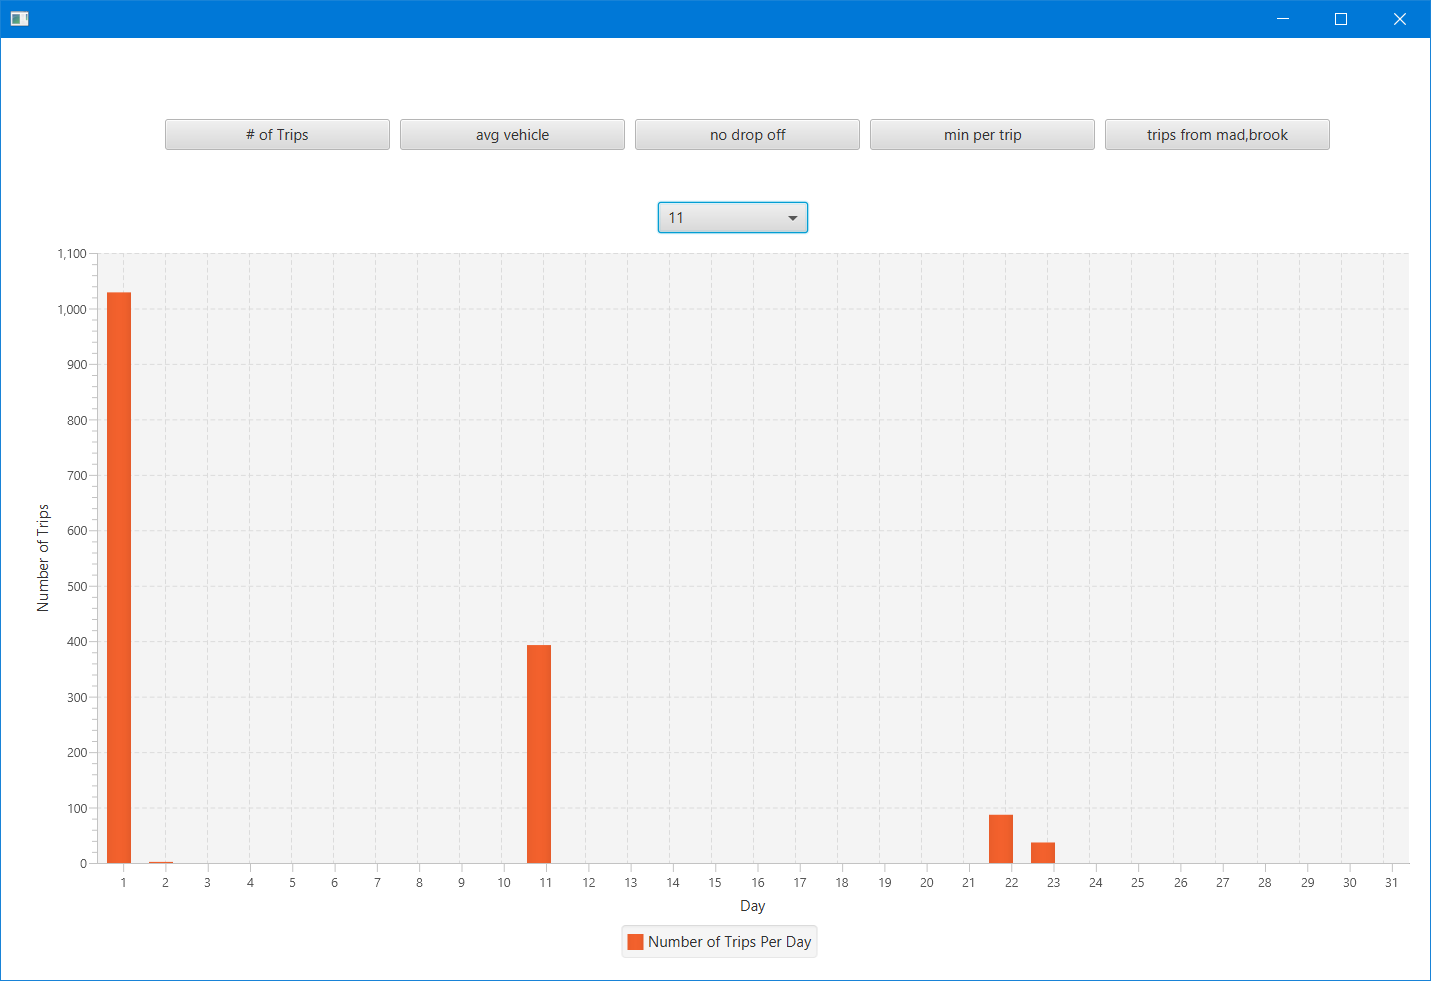 # of Trips
avg vehicle
no drop off
min per trip
trips from mad,brook
11
1,100
1,000
900
800
700
600
500
400
300
200
100
0
Number of Trips
1 2 3 4 5 6 7 8 9 10 11 12 13 14 15 16 17 18 19 20 21 22 23 24 25 26 27 28 29 30 31
Day
Number of Trips Per Day